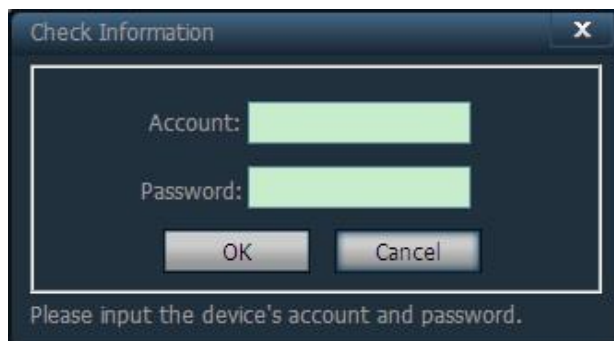 Check Information
x
Account:
Password:
OK Cancel
Please input the device's account and password.